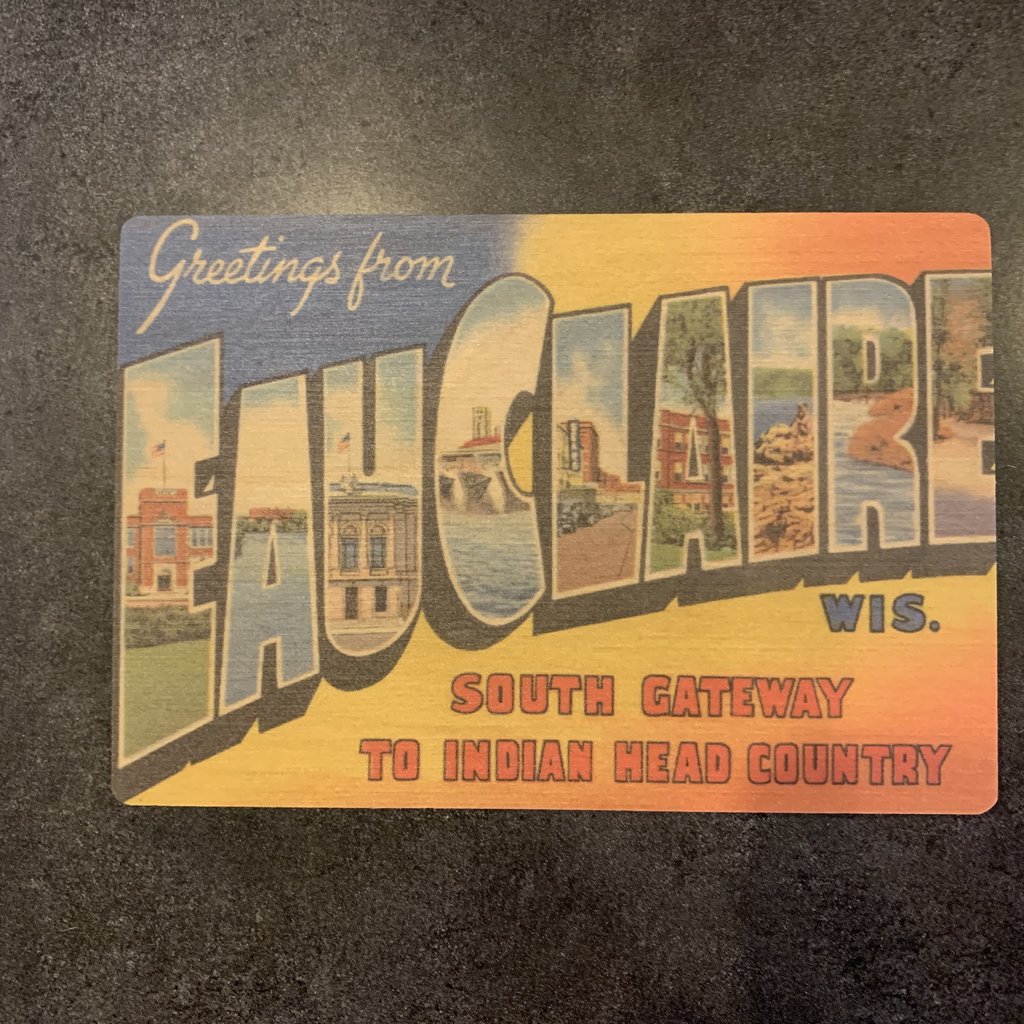 Greetings from
EAU CLAIRE
WIS.
SOUTH GATEWAY
TO INDIAN HEAD COUNTRY